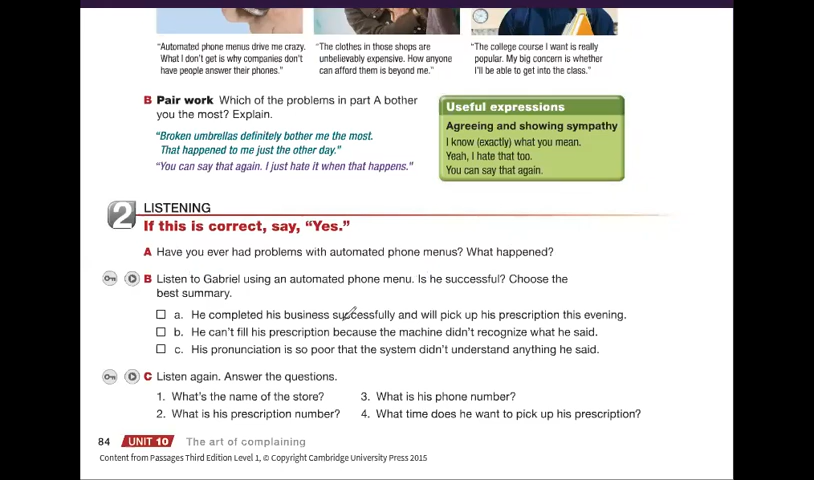 "Automated phone menus drive me crazy.
What I don't get is why companies don't
have people answer their phones."
"The clothes in those shops are
unbelievably expensive. How anyone
can afford them is beyond me."
"The college course I want is really
popular. My big concern is whether
I'll be able to get into the class."
B Pair work Which of the problems in part A bother
you the most? Explain.
"Broken umbrellas definitely bother me the most.
That happened to me just the other day."
"You can say that again. I just hate it when that happens."
Useful expressions
Agreeing and showing sympathy
I know (exactly) what you mean.
Yeah, I hate that too.
You can say that again.
2 LISTENING
If this is correct, say, "Yes."
A Have you ever had problems with automated phone menus? What happened?
B Listen to Gabriel using an automated phone menu. Is he successful? Choose the
best summary.
a. He completed his business successfully and will pick up his prescription this evening.
b. He can't fill his prescription because the machine didn't recognize what he said.
c. His pronunciation is so poor that the system didn't understand anything he said.
C Listen again. Answer the questions.
1. What's the name of the store?
2. What is his prescription number?
3. What is his phone number?
4. What time does he want to pick up his prescription?
84 UNIT 10 The art of complaining
Content from Passages Third Edition Level 1, © Copyright Cambridge University Press 2015